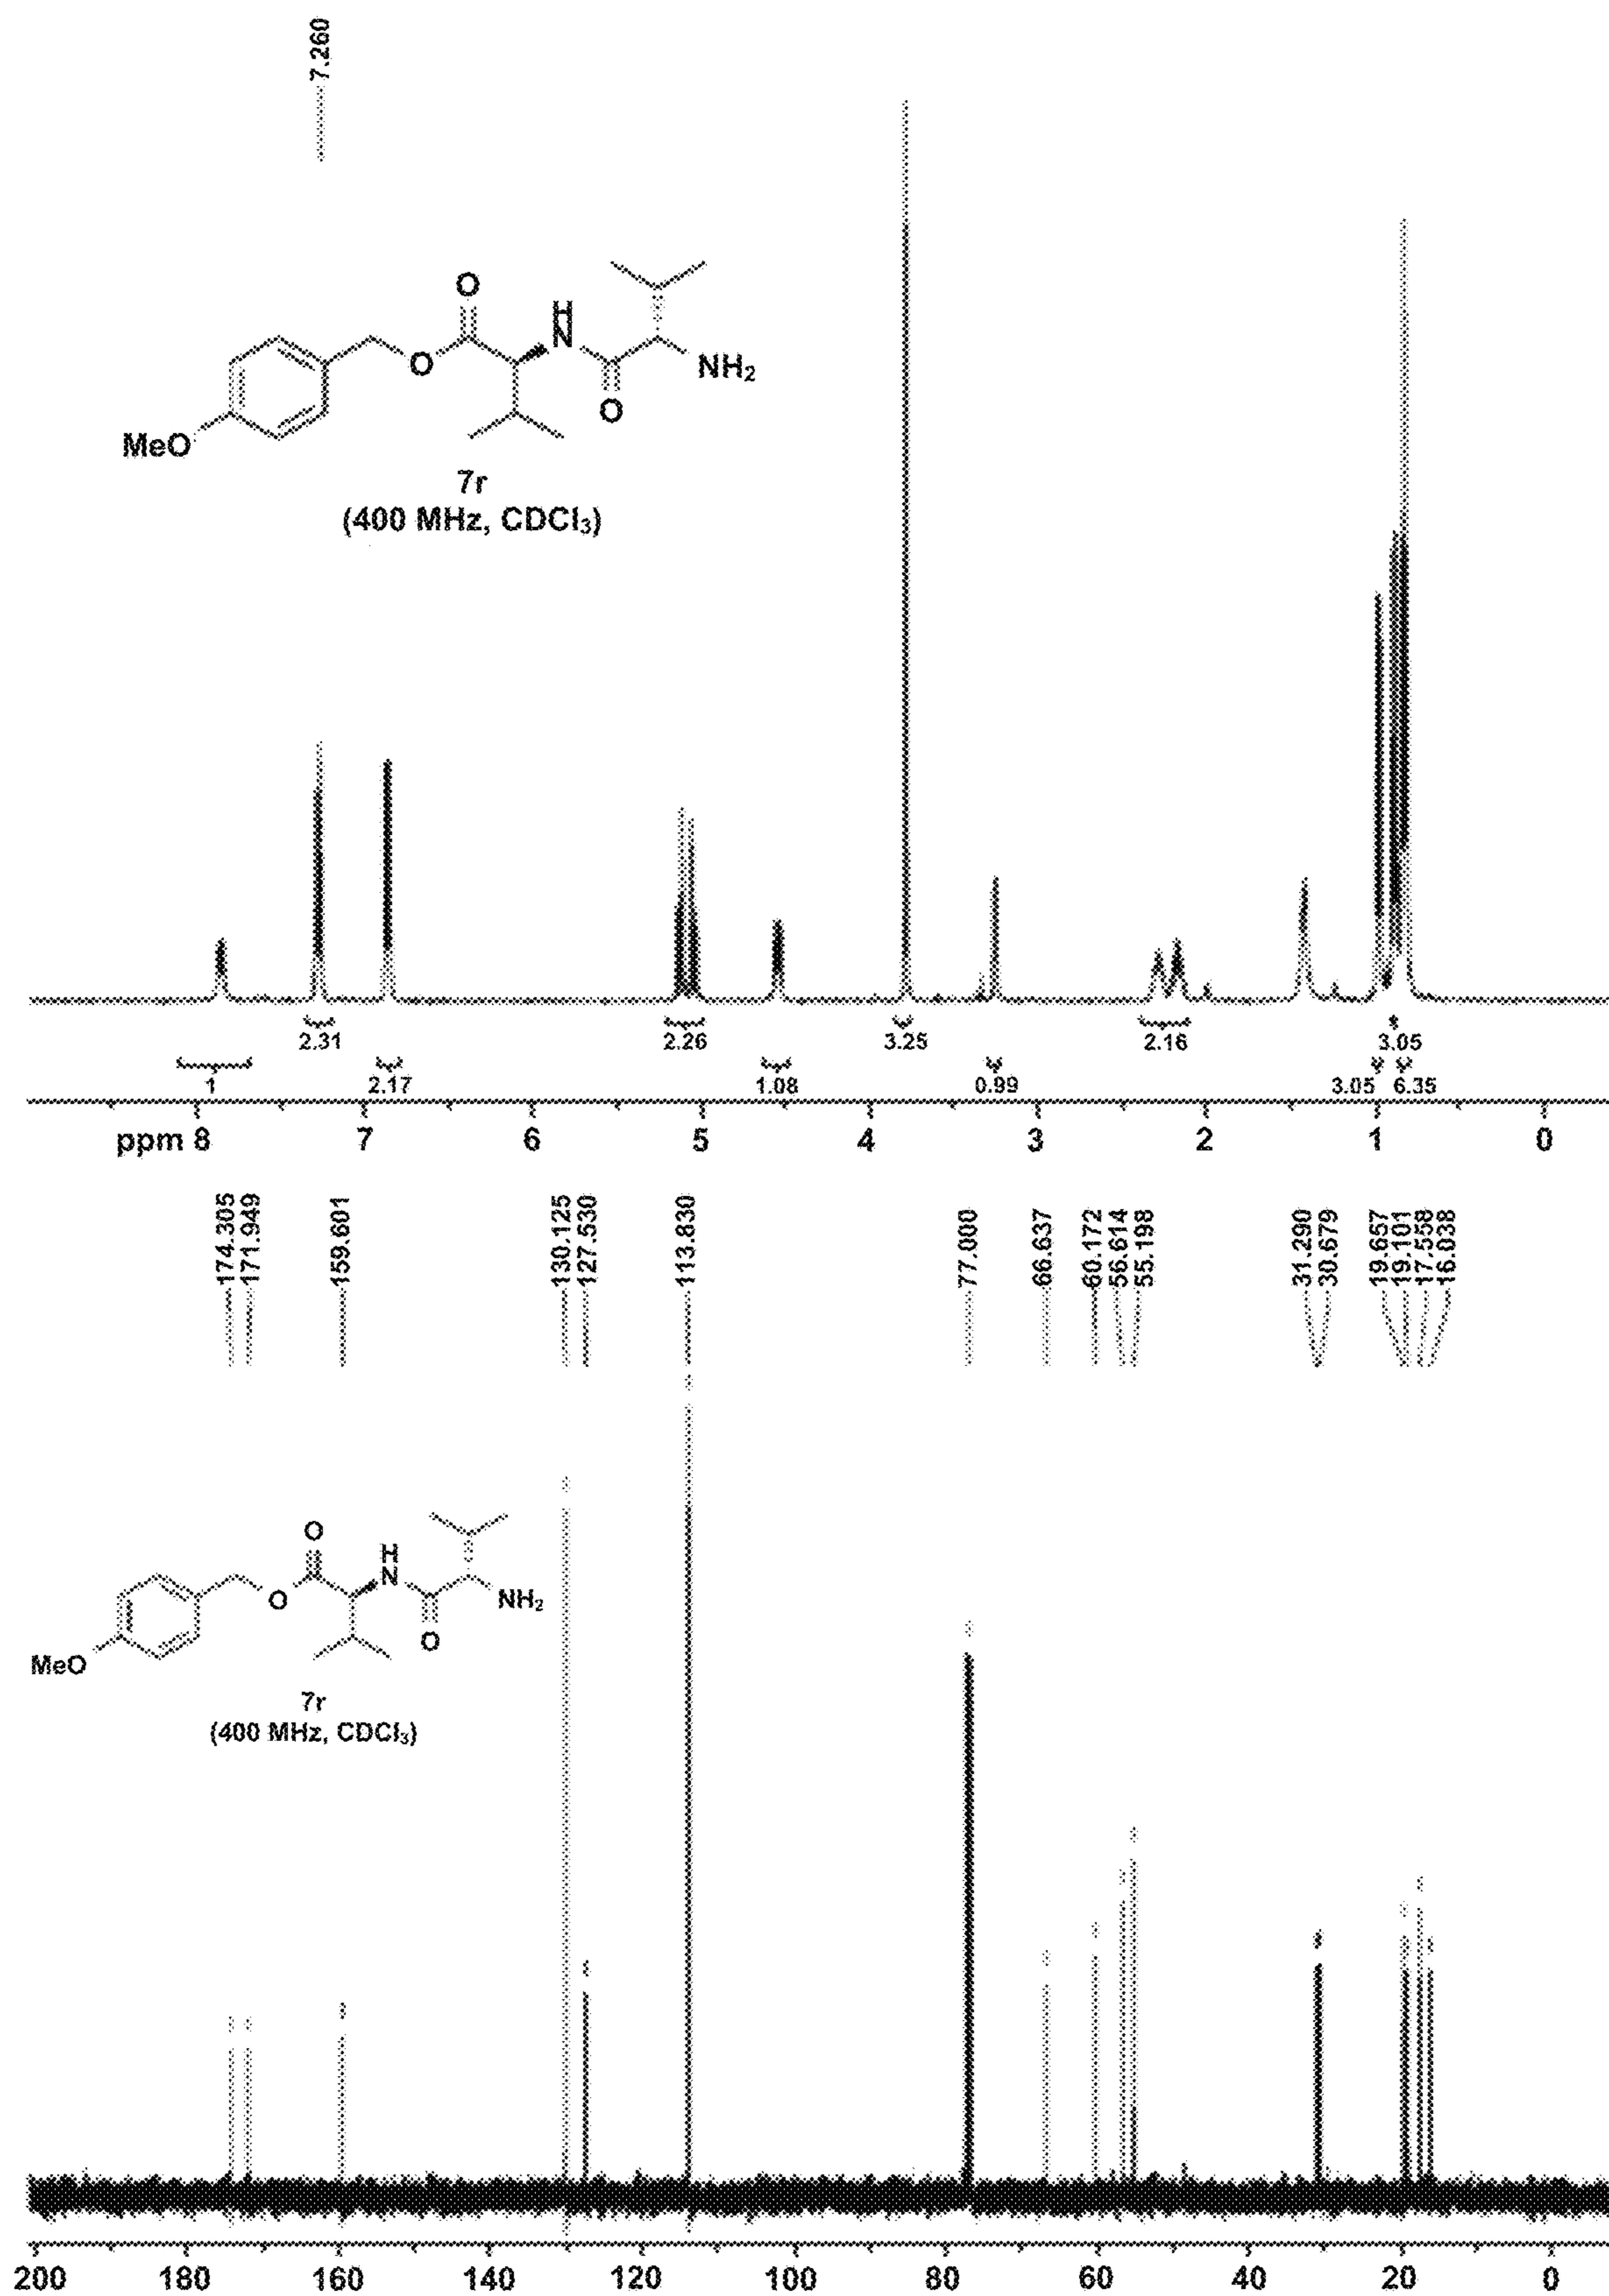 7.260
O
H
N
O
NH₂
O
MeO
7r
(400 MHz, CDCl₃)
2.31
2.26
3.25
2.16
3.05
1
2.17
1.08
0.99
3.05
6.35
ppm 8 7 6 5 4 3 2 1 0
174.305
171.949
159.601
130.125
127.530
113.830
77.000
66.637
60.172
56.614
55.198
31.290
30.679
19.657
19.101
17.558
16.038
O
H
N
O
NH₂
O
MeO
7r
(400 MHz, CDCl₃)
200 180 160 140 120 100 80 60 40 20 0